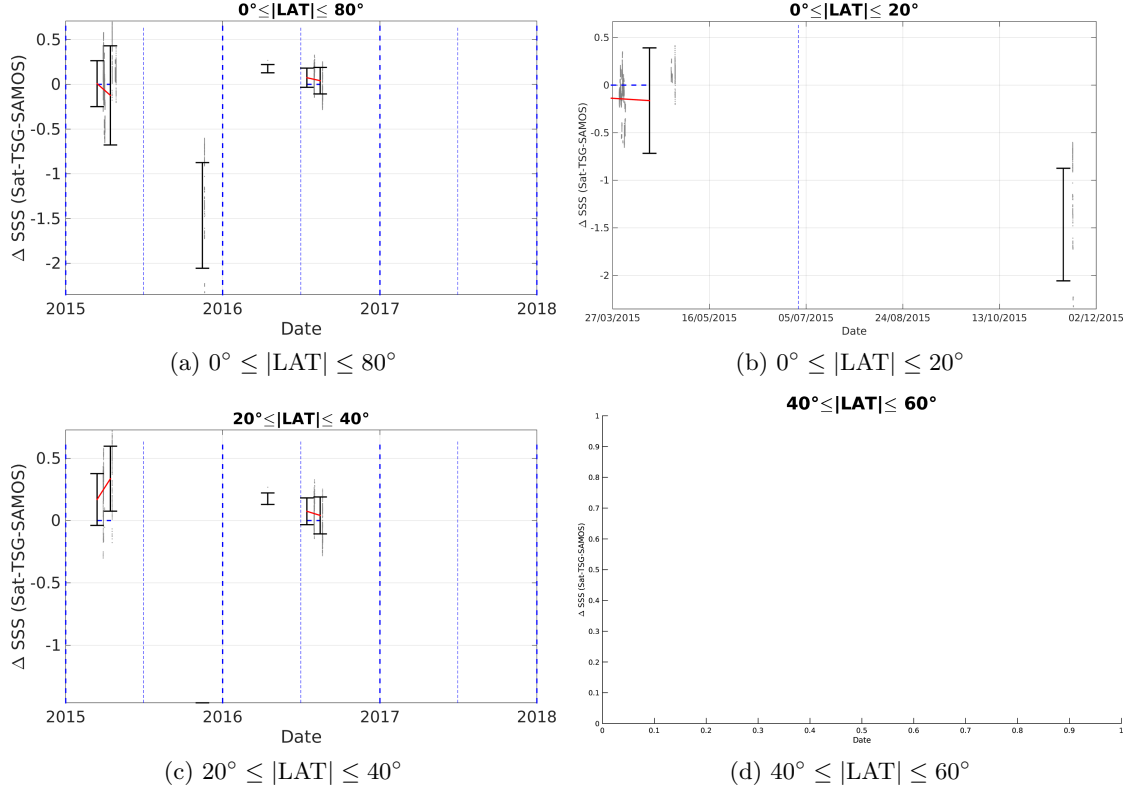 0°≤|LAT|≤ 80°
0.5
0
-0.5
-1
-1.5
-2
Δ SSS (Sat-TSG-SAMOS)
2015 2016 2017 2018
Date
(a) 0° ≤ |LAT| ≤ 80°
0°≤|LAT|≤ 20°
0.5
0
-0.5
-1
-1.5
-2
Δ SSS (Sat-TSG-SAMOS)
27/03/2015 16/05/2015 05/07/2015 24/08/2015 13/10/2015 02/12/2015
Date
(b) 0° ≤ |LAT| ≤ 20°
20°≤|LAT|≤ 40°
0.5
0
-0.5
-1
Δ SSS (Sat-TSG-SAMOS)
2015 2016 2017 2018
Date
(c) 20° ≤ |LAT| ≤ 40°
40°≤|LAT|≤ 60°
1
0.9
0.8
0.7
0.6
0.5
0.4
0.3
0.2
0.1
0
Δ SSS (Sat-TSG-SAMOS)
0 0.1 0.2 0.3 0.4 0.5 0.6 0.7 0.8 0.9 1
Date
(d) 40° ≤ |LAT| ≤ 60°